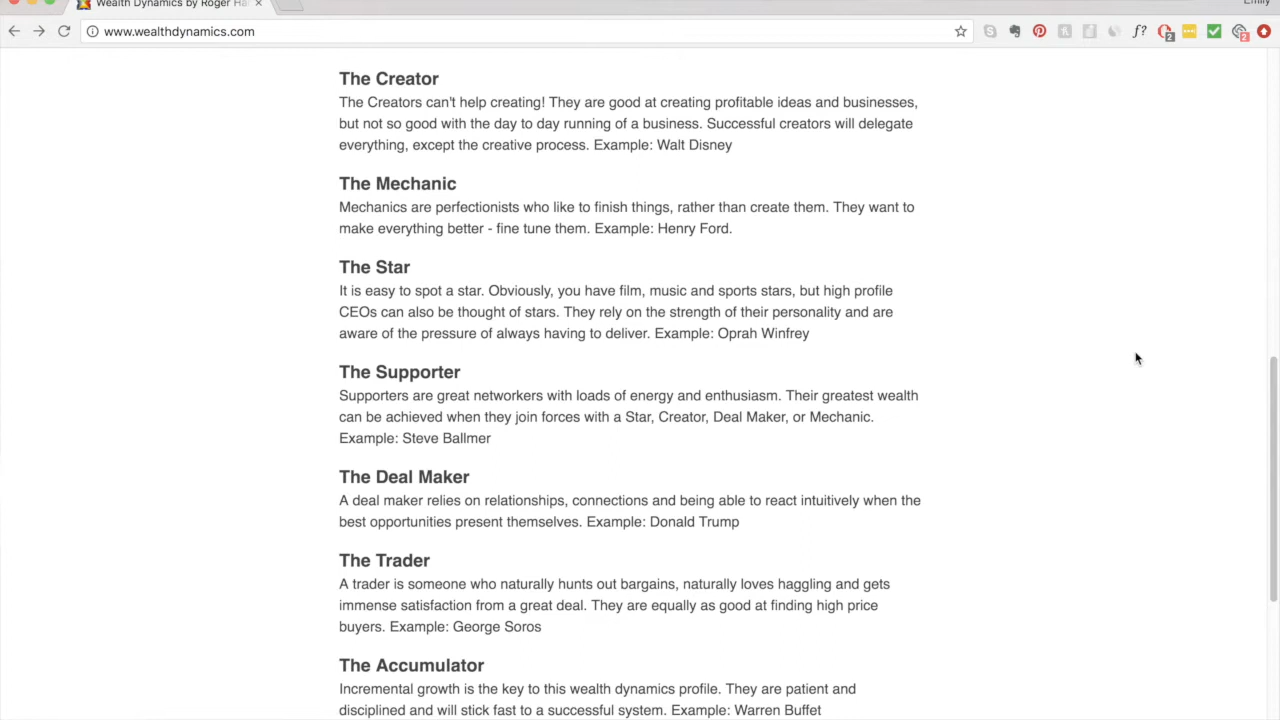 Wealth Dynamics by Roger Ha
Emily
www.wealthdynamics.com
f?
2
2
The Creator
The Creators can't help creating! They are good at creating profitable ideas and businesses,
but not so good with the day to day running of a business. Successful creators will delegate
everything, except the creative process. Example: Walt Disney
The Mechanic
Mechanics are perfectionists who like to finish things, rather than create them. They want to
make everything better - fine tune them. Example: Henry Ford.
The Star
It is easy to spot a star. Obviously, you have film, music and sports stars, but high profile
CEOs can also be thought of stars. They rely on the strength of their personality and are
aware of the pressure of always having to deliver. Example: Oprah Winfrey
The Supporter
Supporters are great networkers with loads of energy and enthusiasm. Their greatest wealth
can be achieved when they join forces with a Star, Creator, Deal Maker, or Mechanic.
Example: Steve Ballmer
The Deal Maker
A deal maker relies on relationships, connections and being able to react intuitively when the
best opportunities present themselves. Example: Donald Trump
The Trader
A trader is someone who naturally hunts out bargains, naturally loves haggling and gets
immense satisfaction from a great deal. They are equally as good at finding high price
buyers. Example: George Soros
The Accumulator
Incremental growth is the key to this wealth dynamics profile. They are patient and
disciplined and will stick fast to a successful system. Example: Warren Buffet